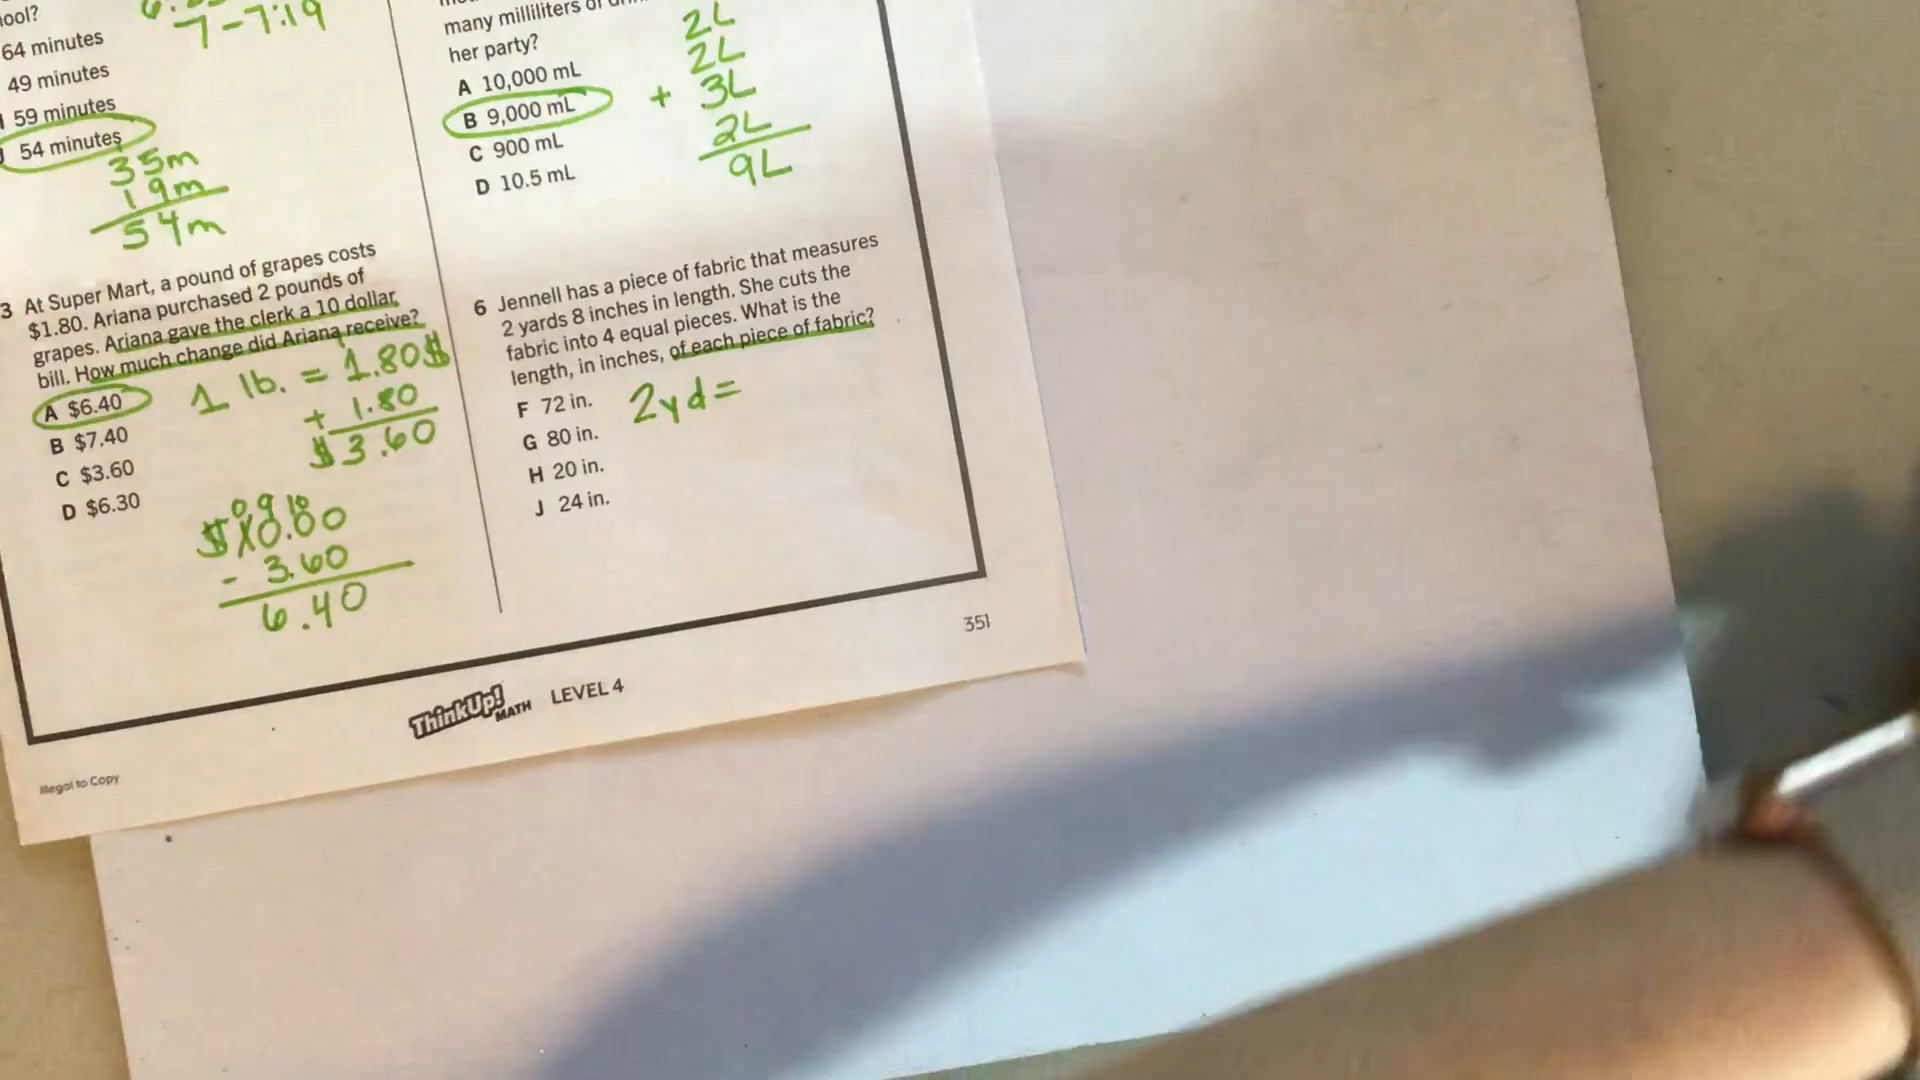 7-7:19
64 minutes
49 minutes
59 minutes
54 minutes
35m
19m
54m
3 At Super Mart, a pound of grapes costs
$1.80. Ariana purchased 2 pounds of
grapes. Ariana gave the clerk a 10 dollar
bill. How much change did Ariana receive?
1 lb. = 1.80$
+ 1.80
$3.60
A $6.40
B $7.40
C $3.60
D $6.30
0 9 10
$10.00
- 3.60
6.40
many milliliters of
her party?
A 10,000 mL
B 9,000 mL
C 900 mL
D 10.5 mL
2L
2L
+ 3L
2L
9L
6 Jennell has a piece of fabric that measures
2 yards 8 inches in length. She cuts the
fabric into 4 equal pieces. What is the
length, in inches, of each piece of fabric?
F 72 in.
G 80 in.
H 20 in.
J 24 in.
2yd=
351
ThinkUp! MATH LEVEL 4
Illegal to Copy